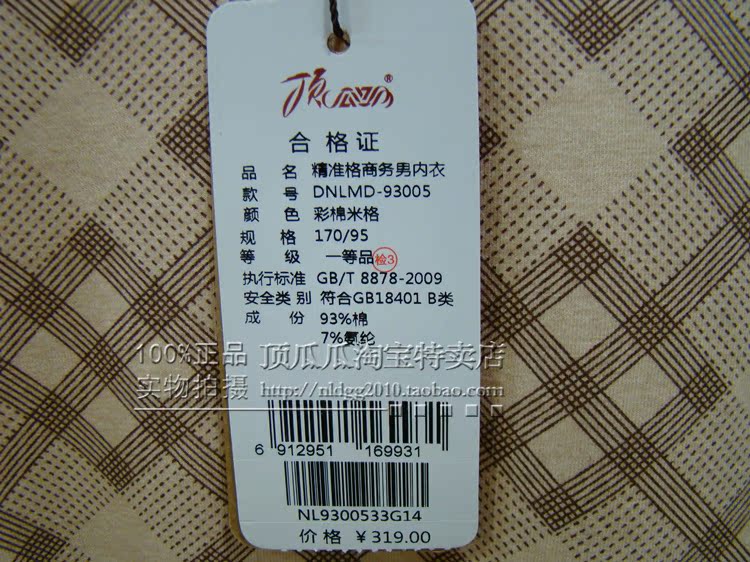 顶瓜瓜®
合格证
品 名 精准格商务男内衣
款 号 DNLMD-93005
颜 色 彩棉米格
规 格 170/95
等 级 一等品 检3
执行标准 GB/T 8878-2009
安全类别 符合GB18401 B类
成 份 93%棉
7%氨纶
100%正品 顶瓜瓜淘宝特卖店
实物拍摄 http://nldgg2010.taobao.com/
6 912951 169931
NL9300533G14
价格 ¥319.00